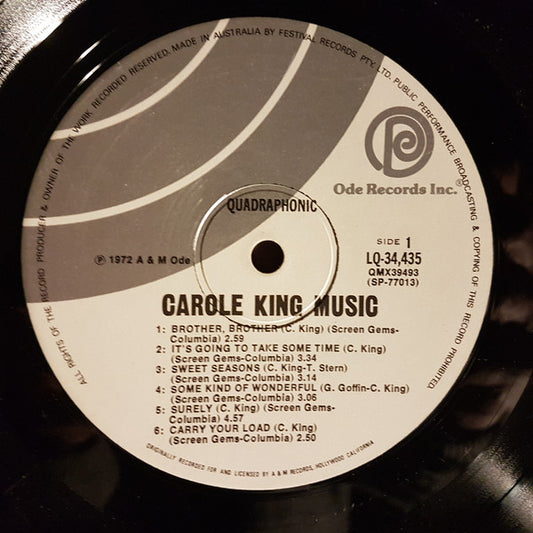 ALL RIGHTS OF THE RECORD PRODUCER & OWNER OF THE WORK RECORDED RESERVED. MADE IN AUSTRALIA BY FESTIVAL RECORDS PTY. LTD. PUBLIC PERFORMANCE BROADCASTING & COPYING OF THIS RECORD PROHIBITED.
Ode Records Inc.®
QUADRAPHONIC
SIDE 1
℗ 1972 A & M Ode
LQ-34,435
QMX39493
(SP-77013)
CAROLE KING MUSIC
1: BROTHER, BROTHER (C. King) (Screen Gems-
Columbia) 2.59
2: IT'S GOING TO TAKE SOME TIME (C. King)
(Screen Gems-Columbia) 3.34
3: SWEET SEASONS (C. King-T. Stern)
(Screen Gems-Columbia) 3.14
4: SOME KIND OF WONDERFUL (G. Goffin-C. King)
(Screen Gems-Columbia) 3.06
5: SURELY (C. King) (Screen Gems-
Columbia) 4.57
6: CARRY YOUR LOAD (C. King)
(Screen Gems-Columbia) 2.50
ORIGINALLY RECORDED FOR AND LICENSED BY A & M RECORDS, HOLLYWOOD CALIFORNIA